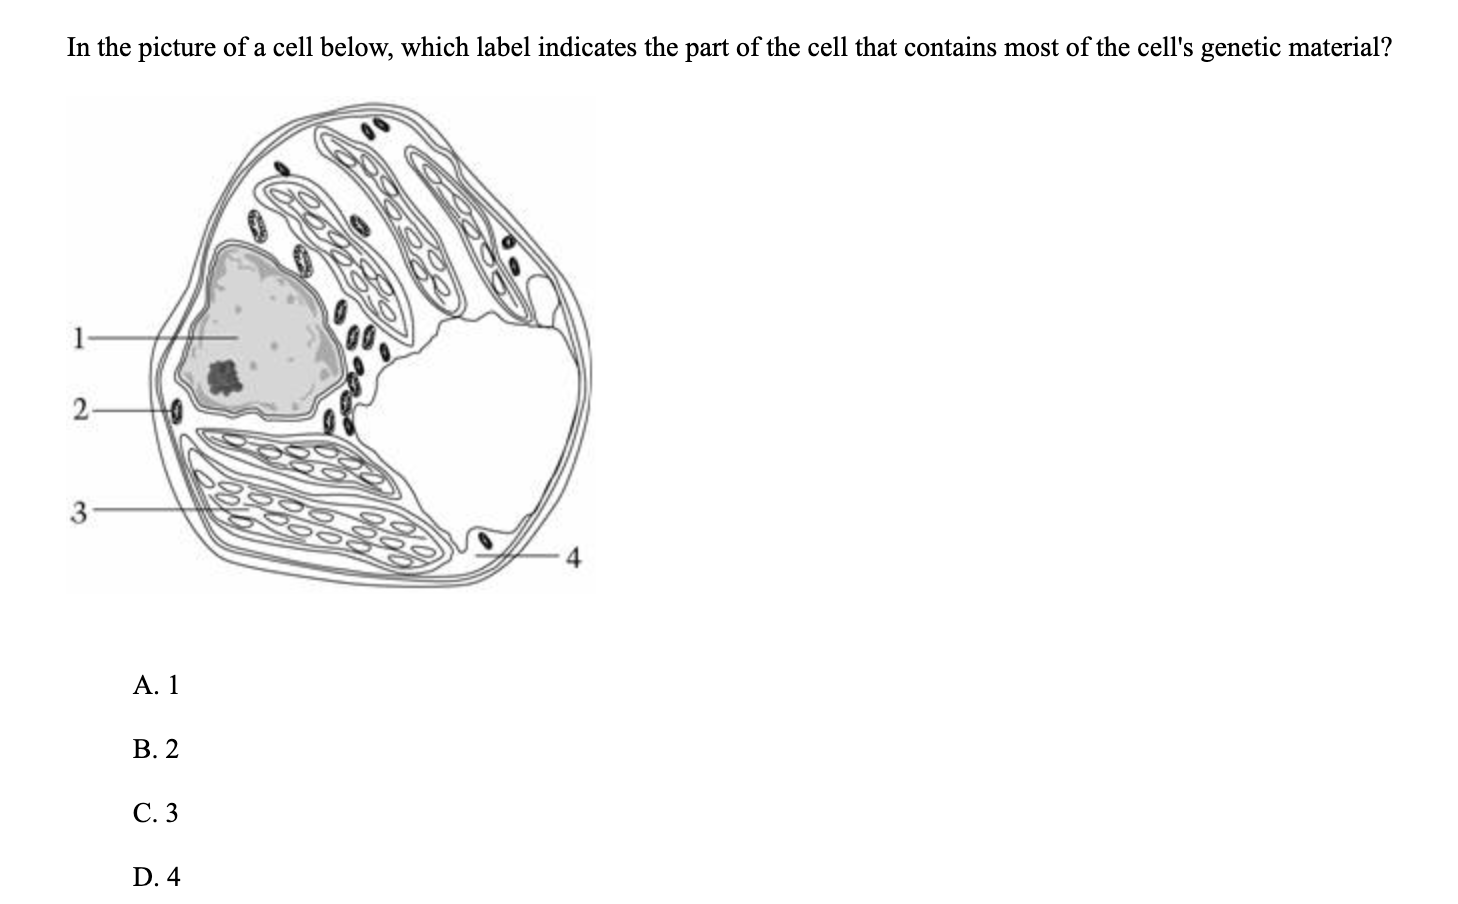 In the picture of a cell below, which label indicates the part of the cell that contains most of the cell's genetic material?
1
2
3
4
A. 1
B. 2
C. 3
D. 4